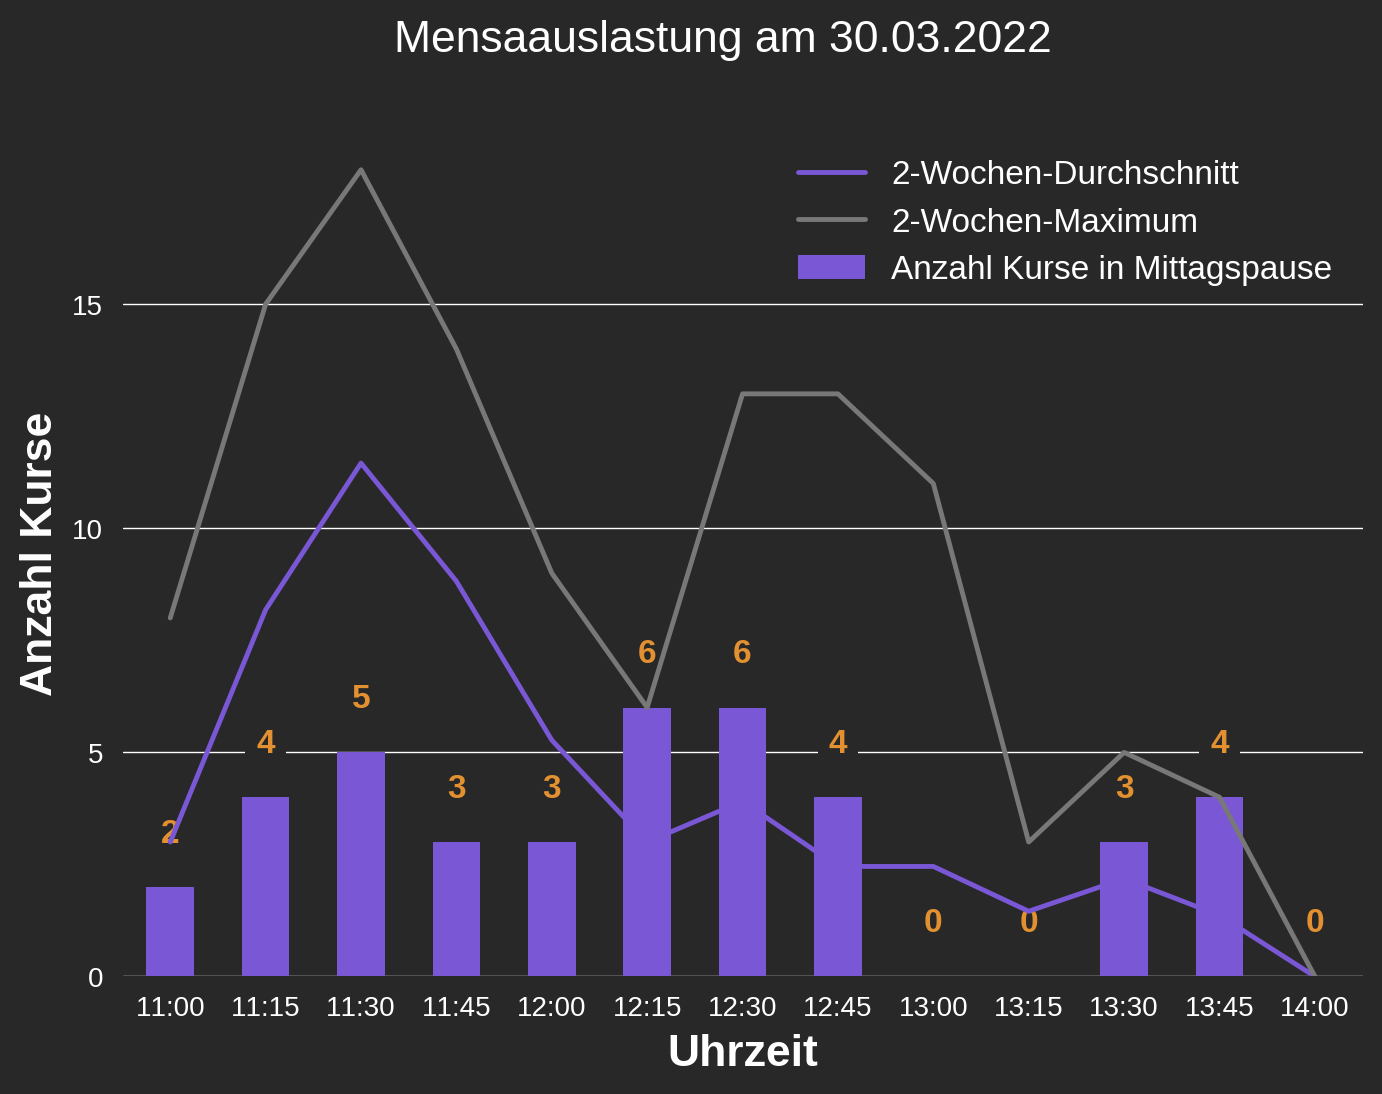 Mensaauslastung am 30.03.2022
2-Wochen-Durchschnitt
2-Wochen-Maximum
Anzahl Kurse in Mittagspause
Anzahl Kurse
15
10
5
0
2
4
5
3
3
6
6
4
0
0
3
4
0
11:00 11:15 11:30 11:45 12:00 12:15 12:30 12:45 13:00 13:15 13:30 13:45 14:00
Uhrzeit